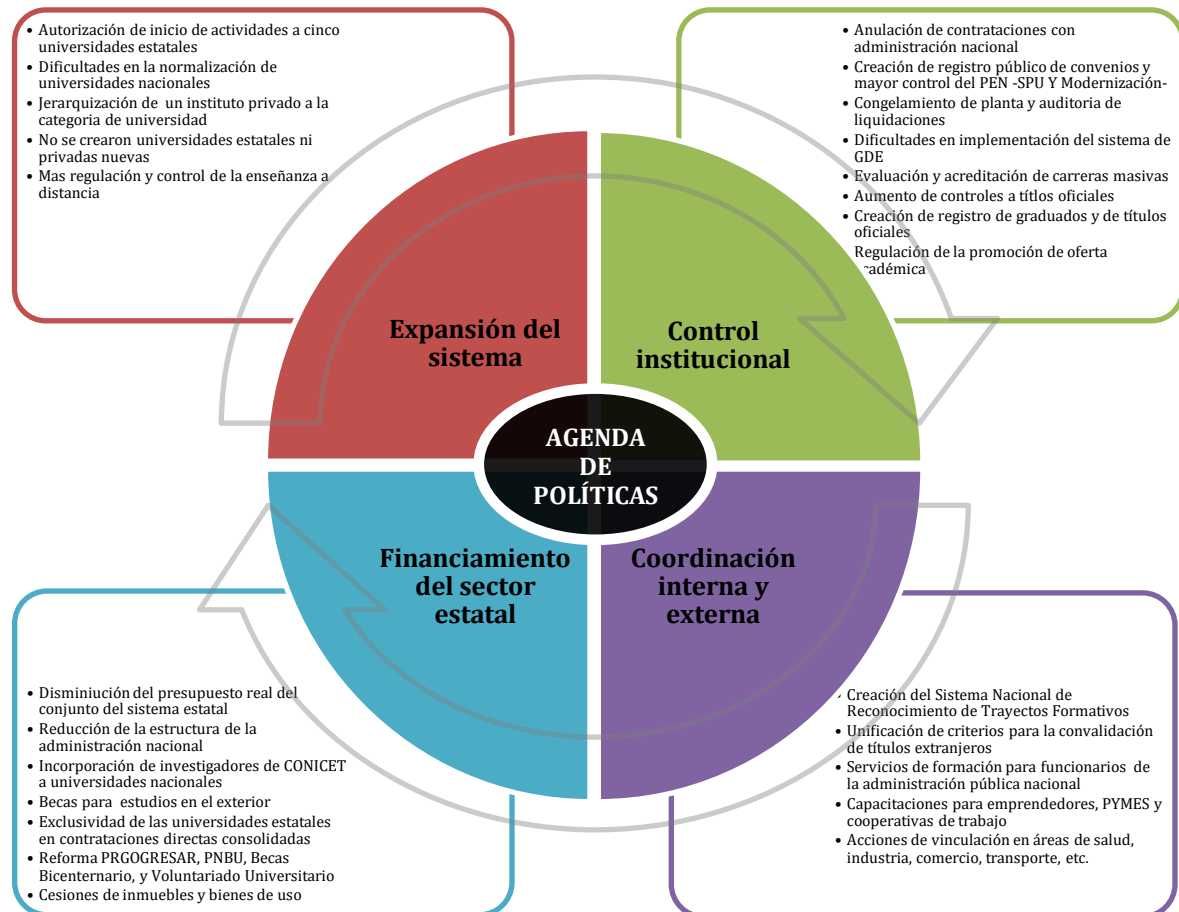 • Autorización de inicio de actividades a cinco
universidades estatales
• Dificultades en la normalización de
universidades nacionales
• Jerarquización de un instituto privado a la
categoria de universidad
• No se crearon universidades estatales ni
privadas nuevas
• Mas regulación y control de la enseñanza a
distancia
• Anulación de contrataciones con
administración nacional
• Creación de registro público de convenios y
mayor control del PEN -SPU Y Modernización-
• Congelamiento de planta y auditoria de
liquidaciones
• Dificultades en implementación del sistema de
GDE
• Evaluación y acreditación de carreras masivas
• Aumento de controles a títlos oficiales
• Creación de registro de graduados y de títulos
oficiales
Regulación de la promoción de oferta
académica
Expansión del
sistema
Control
institucional
AGENDA
DE
POLÍTICAS
Financiamiento
del sector
estatal
Coordinación
interna y
externa
• Disminiución del presupuesto real del
conjunto del sistema estatal
• Reducción de la estructura de la
administración nacional
• Incorporación de investigadores de CONICET
a universidades nacionales
• Becas para estudios en el exterior
• Exclusividad de las universidades estatales
en contrataciones directas consolidadas
• Reforma PRGOGRESAR, PNBU, Becas
Bicenternario, y Voluntariado Universitario
• Cesiones de inmuebles y bienes de uso
• Creación del Sistema Nacional de
Reconocimiento de Trayectos Formativos
• Unificación de criterios para la convalidación
de títulos extranjeros
• Servicios de formación para funcionarios de
la administración pública nacional
• Capacitaciones para emprendedores, PYMES y
cooperativas de trabajo
• Acciones de vinculación en áreas de salud,
industria, comercio, transporte, etc.